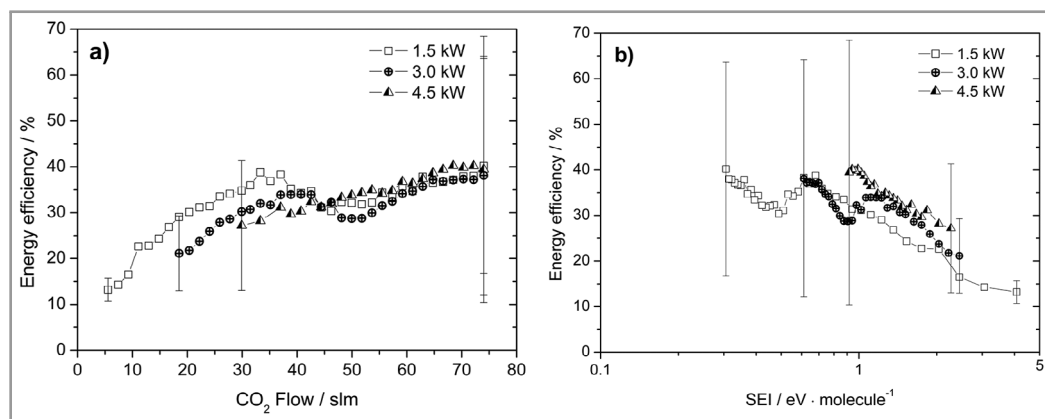 a)
1.5 kW
3.0 kW
4.5 kW
70
60
50
40
30
20
10
0
Energy efficiency / %
0 10 20 30 40 50 60 70 80
CO₂ Flow / slm
b)
1.5 kW
3.0 kW
4.5 kW
70
60
50
40
30
20
10
0
Energy efficiency / %
0.1 1 5
SEI / eV · molecule⁻¹